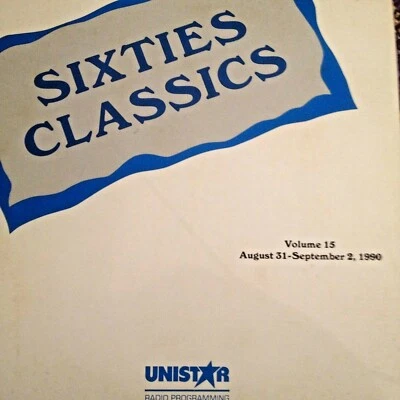 SIXTIES
CLASSICS
Volume 15
August 31-September 2, 1990
UNISTAR
RADIO PROGRAMMING